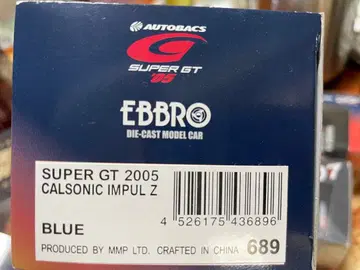 AUTOBACS
SUPER GT
'05
EBBRO
DIE-CAST MODEL CAR
SUPER GT 2005
CALSONIC IMPUL Z
BLUE
4 526175 436896
PRODUCED BY MMP LTD. CRAFTED IN CHINA 689